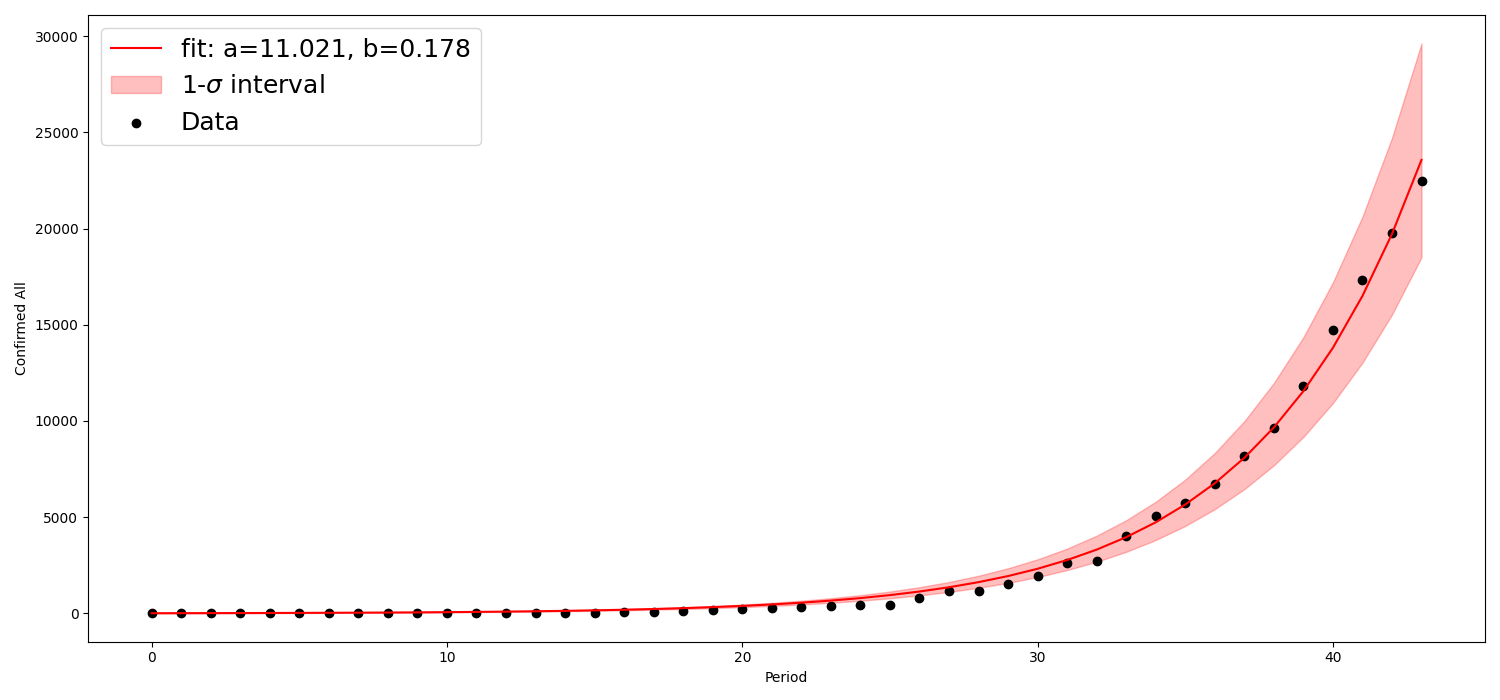 fit: a=11.021, b=0.178
1-σ interval
Data
30000
25000
20000
15000
10000
5000
0
Confirmed All
0 10 20 30 40
Period